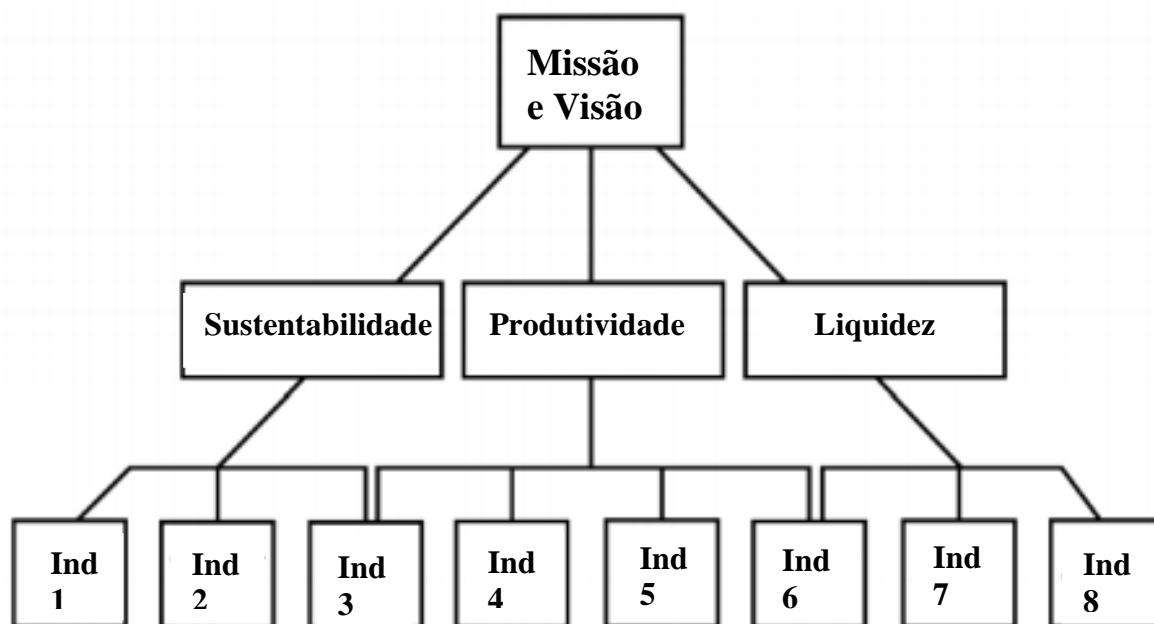 Missão
e Visão
Sustentabilidade
Produtividade
Liquidez
Ind
1
Ind
2
Ind
3
Ind
4
Ind
5
Ind
6
Ind
7
Ind
8